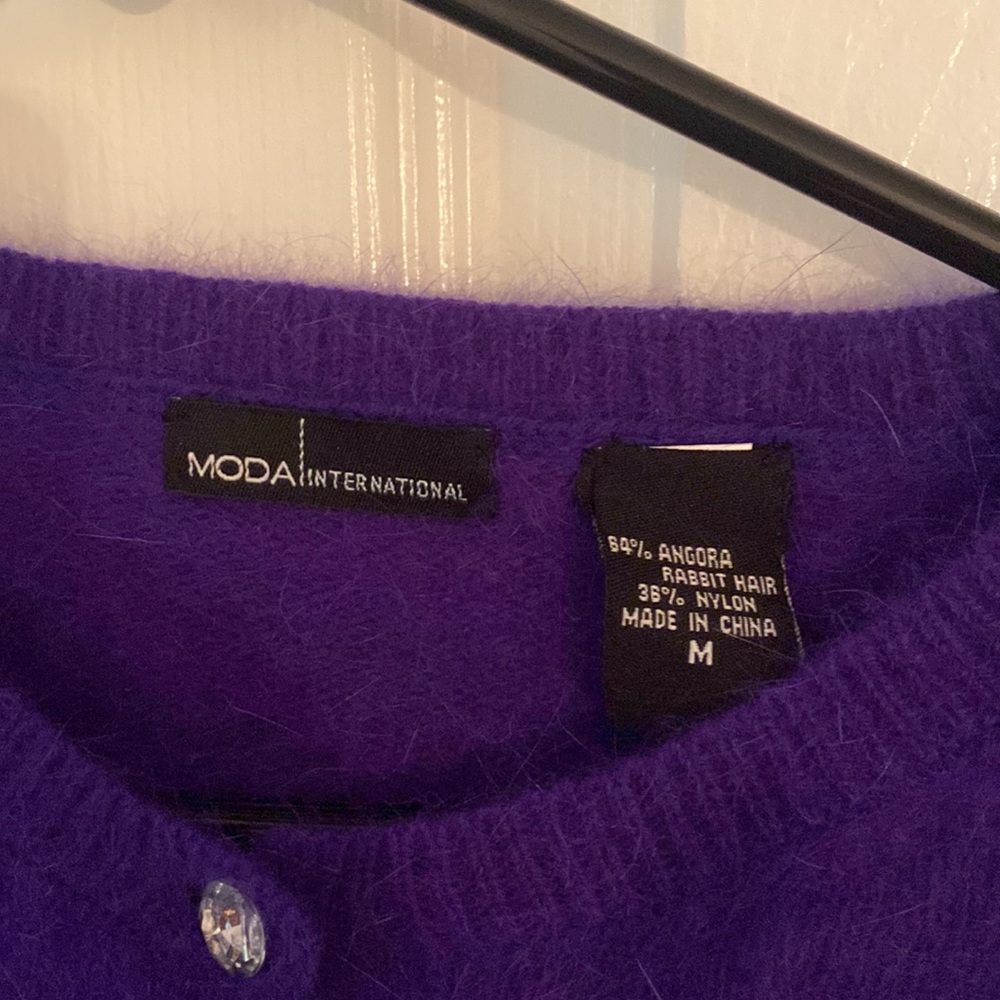 MODA INTERNATIONAL
64% ANGORA
RABBIT HAIR
36% NYLON
MADE IN CHINA
M